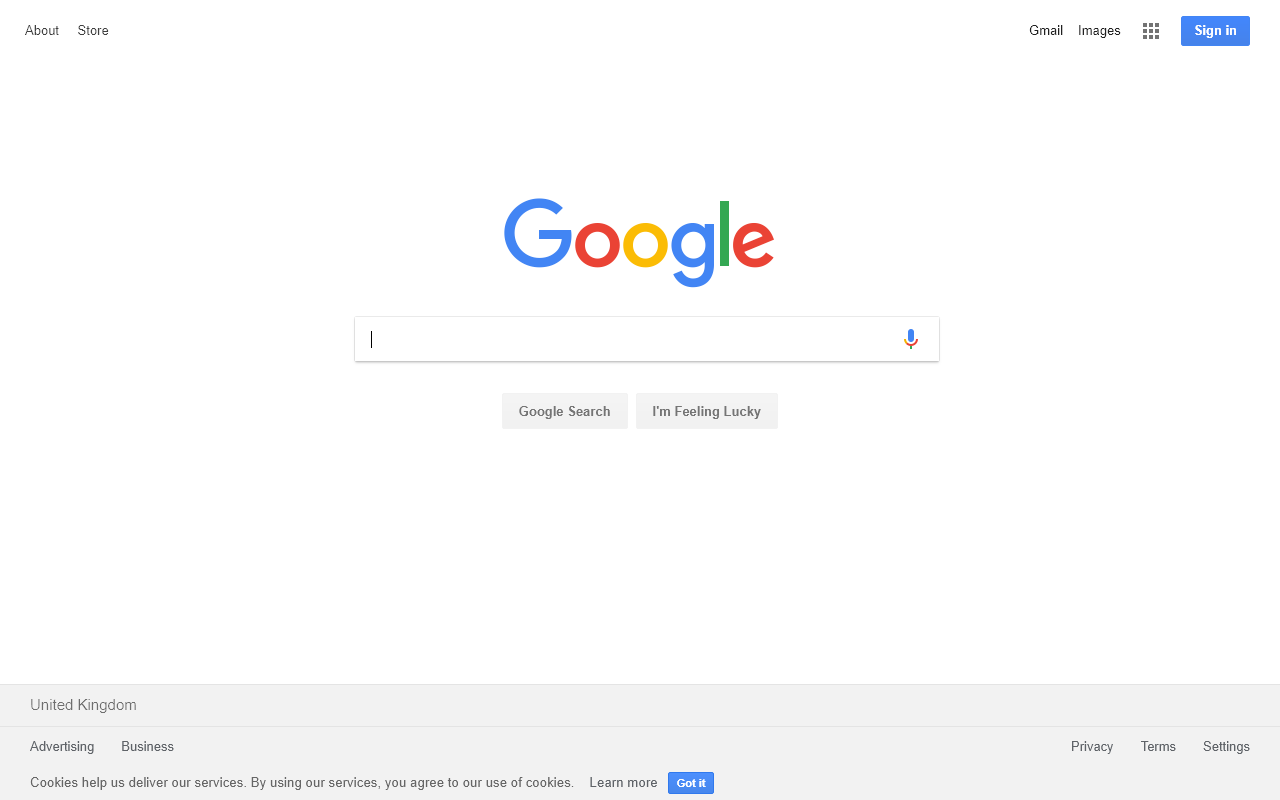 About Store Gmail Images Sign in
Google
Google Search I'm Feeling Lucky
United Kingdom
Advertising Business Privacy Terms Settings
Cookies help us deliver our services. By using our services, you agree to our use of cookies. Learn more Got it